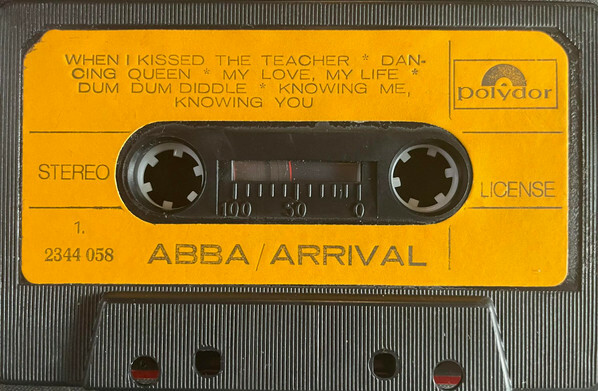 WHEN I KISSED THE TEACHER * DAN-
CING QUEEN * MY LOVE, MY LIFE *
DUM DUM DIDDLE * KNOWING ME,
KNOWING YOU
polydor
STEREO
LICENSE
100 50 0
1.
2344 058
ABBA/ARRIVAL